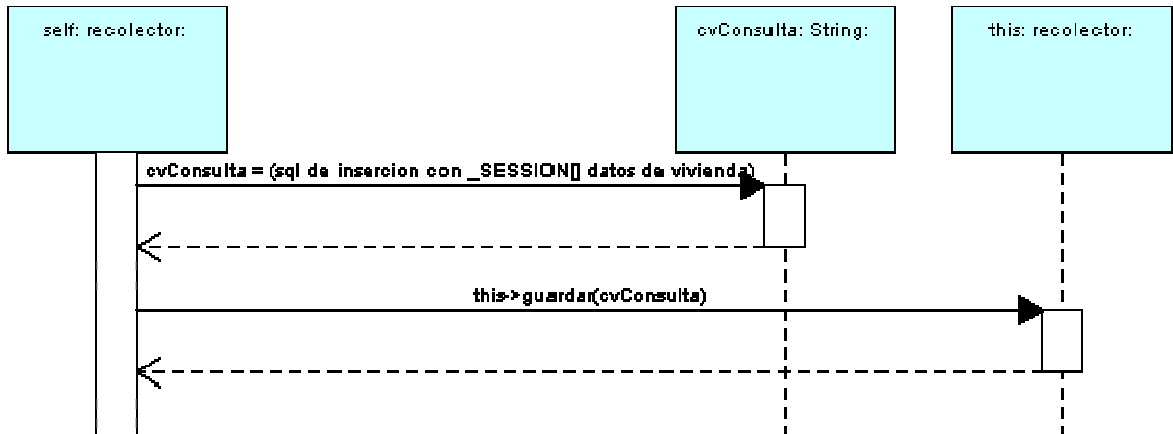 self: recolector:
cvConsulta: String:
this: recolector:
cvConsulta = (sql de insercion con _SESSION[] datos de vivienda)
this->guardar(cvConsulta)